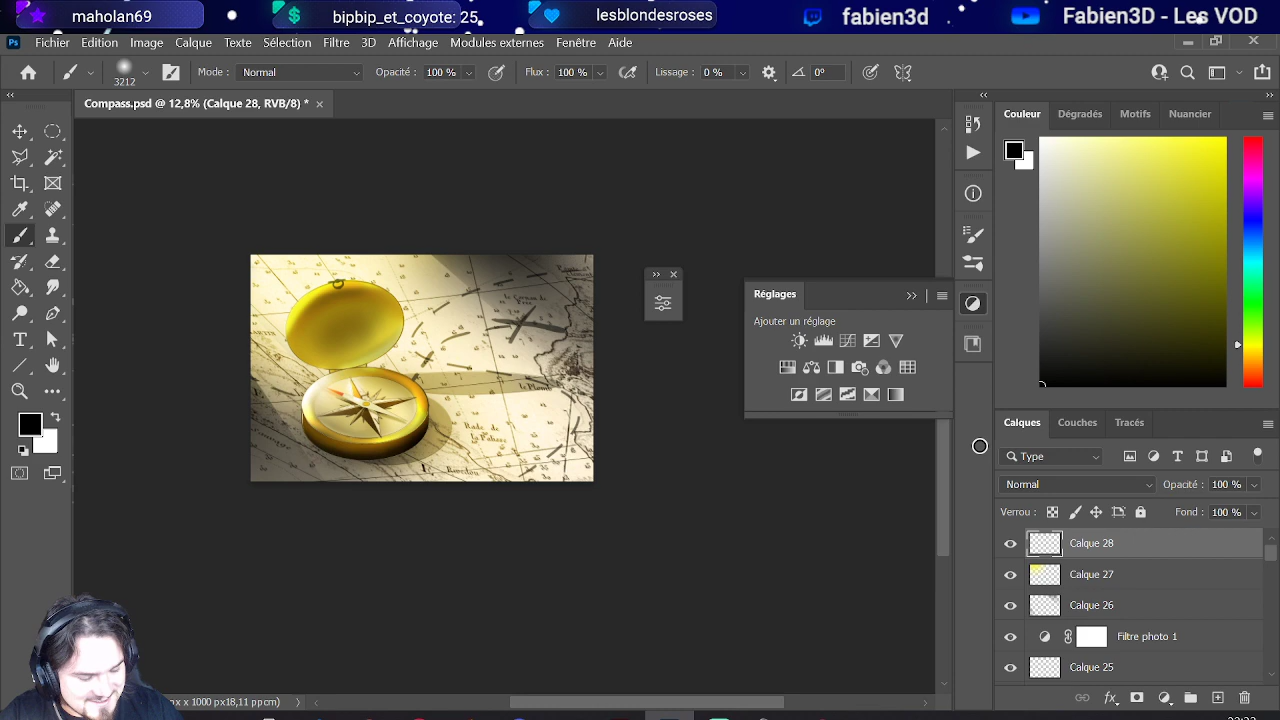 maholan69
bipbip_et_coyote: 25
lesblondesroses
fabien3d
Fabien3D - Les VOD
Ps Fichier Edition Image Calque Texte Sélection Filtre 3D Affichage Modules externes Fenêtre Aide
3212 Mode : Normal Opacité : 100 % Flux : 100 % Lissage : 0 % 0°
Compass.psd @ 12,8% (Calque 28, RVB/8) *
Couleur Dégradés Motifs Nuancier
Réglages
Ajouter un réglage
Calques Couches Tracés
Type
Normal Opacité : 100 %
Verrou : Fond : 100 %
Calque 28
Calque 27
Calque 26
Filtre photo 1
Calque 25
fx
x 1000 px18,11 ppcm)